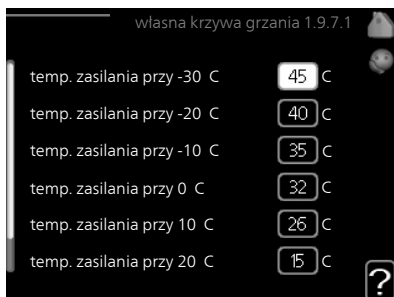 własna krzywa grzania 1.9.7.1
temp. zasilania przy -30 C 45 C
temp. zasilania przy -20 C 40 C
temp. zasilania przy -10 C 35 C
temp. zasilania przy 0 C 32 C
temp. zasilania przy 10 C 26 C
temp. zasilania przy 20 C 15 C
?